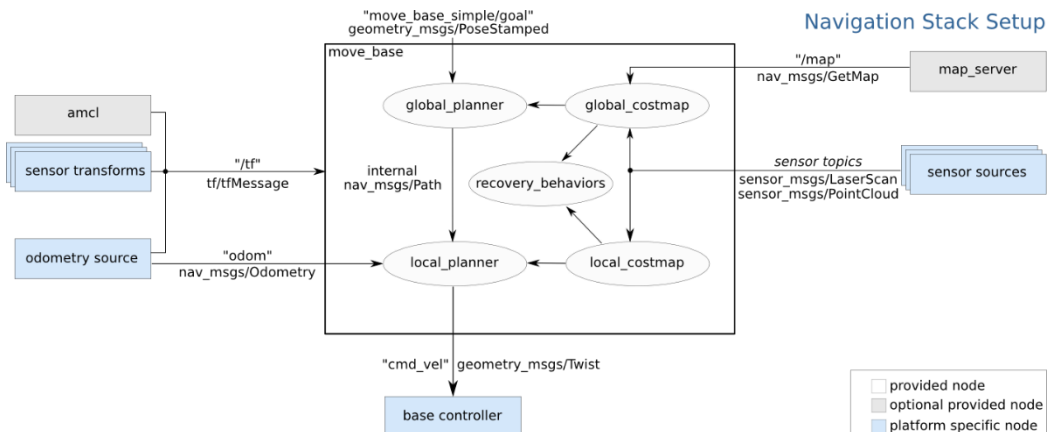 Navigation Stack Setup
"move_base_simple/goal"
geometry_msgs/PoseStamped
move_base
"/map"
nav_msgs/GetMap
map_server
global_planner
global_costmap
amcl
sensor transforms
"/tf"
tf/tfMessage
internal
nav_msgs/Path
recovery_behaviors
sensor topics
sensor_msgs/LaserScan
sensor_msgs/PointCloud
sensor sources
odometry source
"odom"
nav_msgs/Odometry
local_planner
local_costmap
"cmd_vel" geometry_msgs/Twist
base controller
provided node
optional provided node
platform specific node